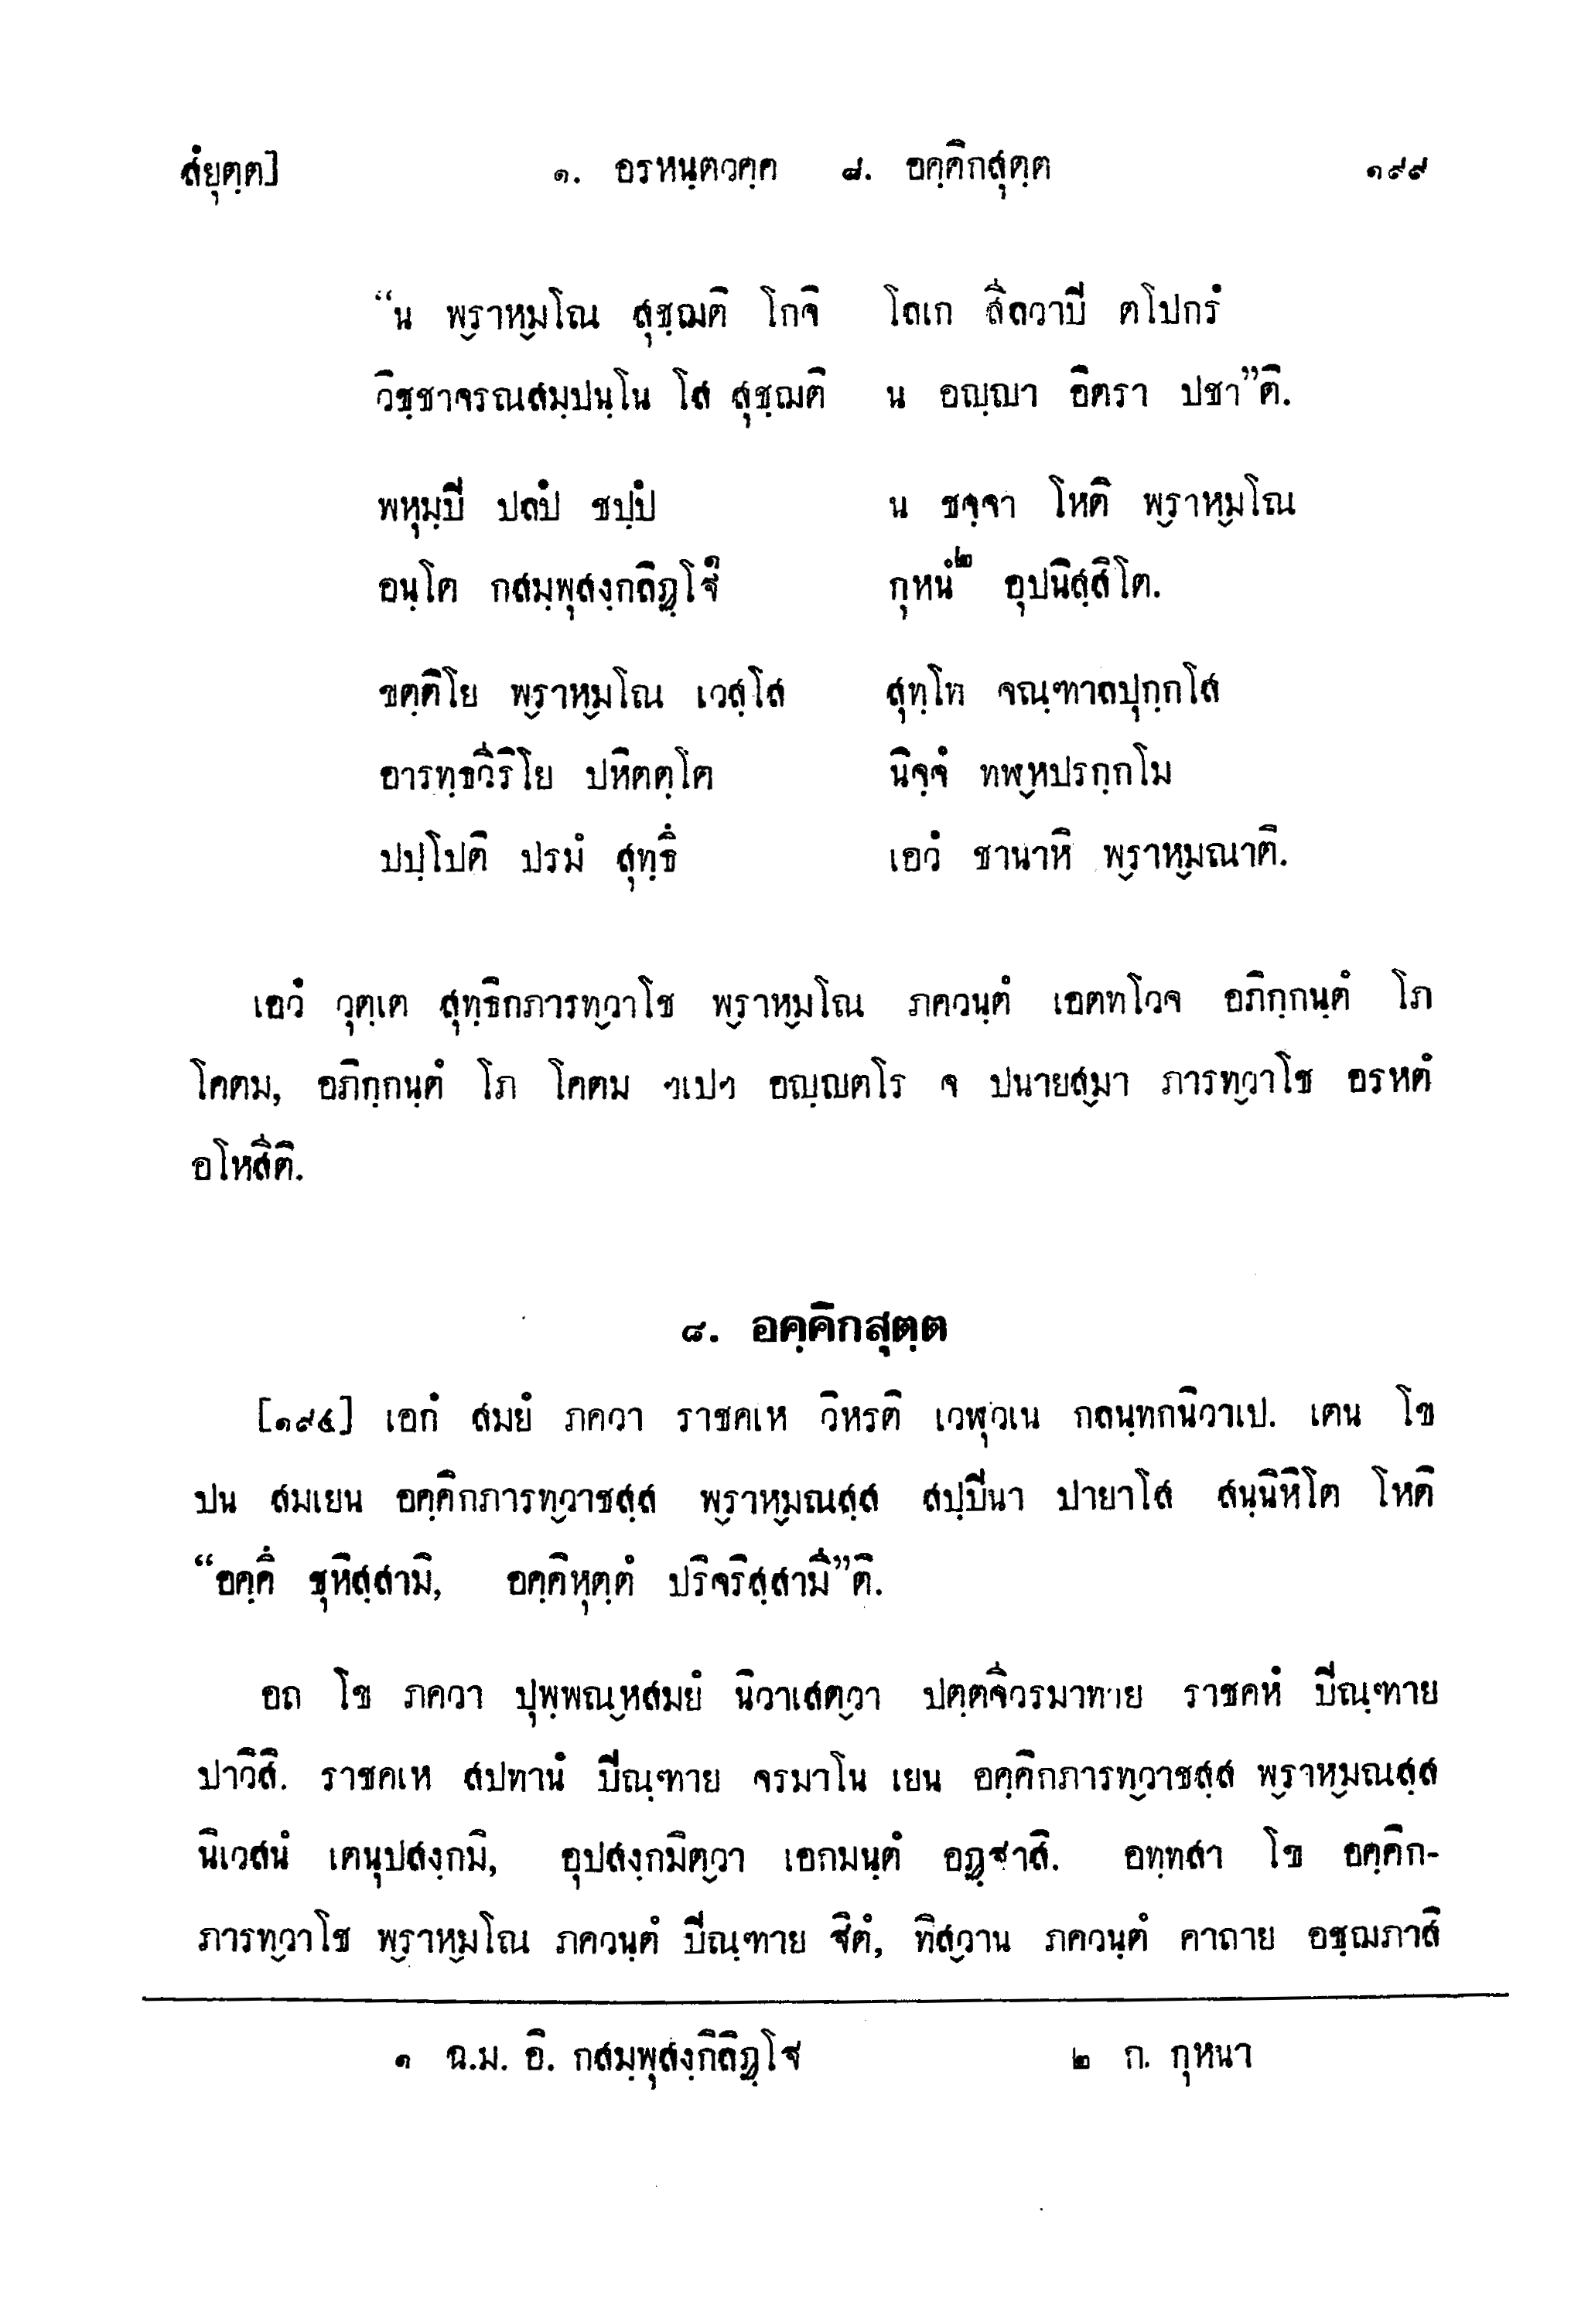 สํยุตฺต] ๑. อรหนฺตวคฺค ๘. อคฺคิกสุตฺต ๑๙๙
“น พฺราหฺมโณ สุชฺฌติ โกจิ โลเก สีลวาปิ ตโปกรํ
วิชฺชาจรณสมฺปนฺโน โส สุชฺฌติ น อญฺญา อิตรา ปชา”ติ.
พหุมฺปิ ปลปํ ชปฺปํ น ชจฺจา โหติ พฺราหฺมโณ
อนฺโต กสมฺพุสงฺกลิฏฺโฐ๑ กุหนํ๒ อุปนิสฺสิโต.
ขตฺติโย พฺราหฺมโณ เวสฺโส สุทฺโท จณฺฑาลปุกฺกุโส
อารทฺธวีริโย ปหิตตฺโต นิจฺจํ ทฬฺหปรกฺกโม
ปปฺโปติ ปรมํ สุทฺธึ เอวํ ชานาหิ พฺราหฺมณาติ.
เอวํ วุตฺเต สุทฺธิกภารทฺวาโช พฺราหฺมโณ ภควนฺตํ เอตทโวจ อภิกฺกนฺตํ โภ
โคตม, อภิกฺกนฺตํ โภ โคตม ฯเปฯ อญฺญตโร จ ปนายสฺมา ภารทฺวาโช อรหตํ
อโหสีติ.
๘. อคฺคิกสุตฺต
[๑๙๔] เอกํ สมยํ ภควา ราชคเห วิหรติ เวฬุวเน กลนฺทกนิวาเป. เตน โข
ปน สมเยน อคฺคิกภารทฺวาชสฺส พฺราหฺมณสฺส สปฺปินา ปายาโส สนฺนิหิโต โหติ
“อคฺคึ ชุหิสฺสามิ, อคฺคิหุตฺตํ ปริจริสฺสามี”ติ.
อถ โข ภควา ปุพฺพณฺหสมยํ นิวาเสตฺวา ปตฺตจีวรมาทาย ราชคหํ ปิณฺฑาย
ปาวิสิ. ราชคเห สปทานํ ปิณฺฑาย จรมาโน เยน อคฺคิกภารทฺวาชสฺส พฺราหฺมณสฺส
นิเวสนํ เตนุปสงฺกมิ, อุปสงฺกมิตฺวา เอกมนฺตํ อฏฺฐาสิ. อทฺทสา โข อคฺคิก-
ภารทฺวาโช พฺราหฺมโณ ภควนฺตํ ปิณฺฑาย ฐิตํ, ทิสฺวาน ภควนฺตํ คาถาย อชฺฌภาสิ
๑ ฉ.ม. อิ. กสมฺพุสงฺกิลิฏฺโฐ ๒ ก. กุหนา